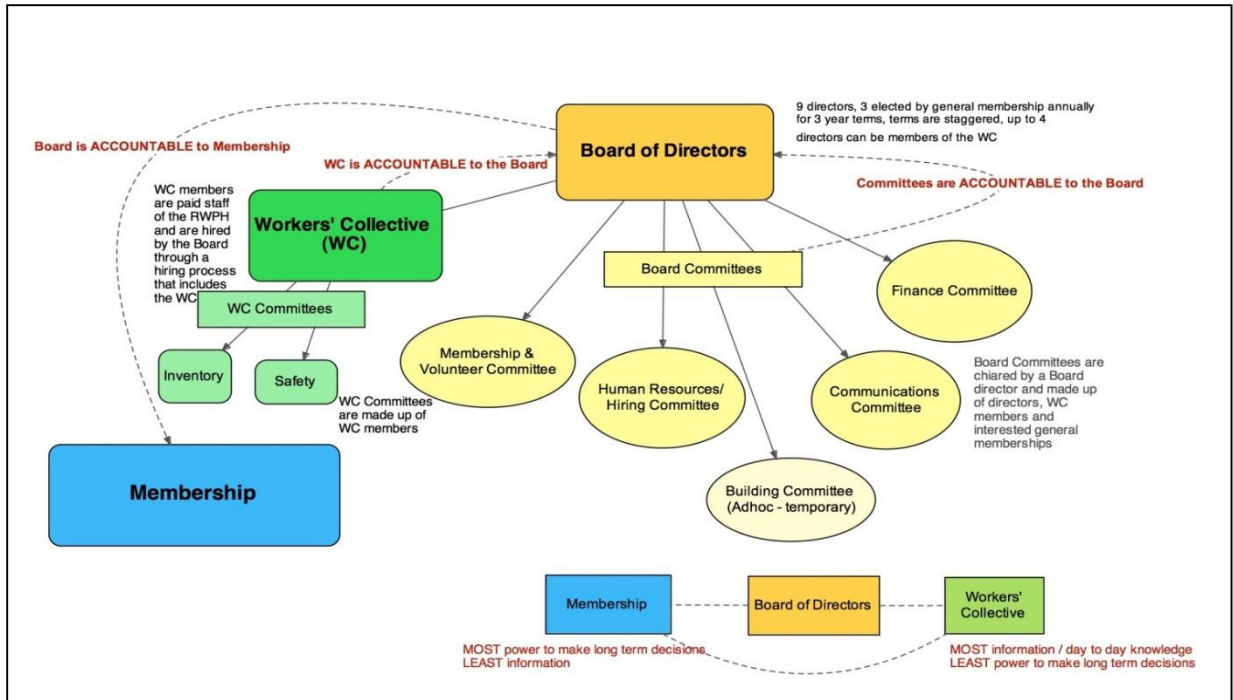 9 directors, 3 elected by general membership annually
for 3 year terms, terms are staggered, up to 4
directors can be members of the WC
Board of Directors
Board is ACCOUNTABLE to Membership
WC is ACCOUNTABLE to the Board
Committees are ACCOUNTABLE to the Board
WC members
are paid staff
of the RWPH
and are hired
by the Board
through a
hiring process
that includes
the WC
Workers' Collective
(WC)
Board Committees
Finance Committee
WC Committees
Inventory
Safety
WC Committees
are made up of
WC members
Membership &
Volunteer Committee
Human Resources/
Hiring Committee
Communications
Committee
Board Committees are
chiared by a Board
director and made up
of directors, WC
members and
interested general
memberships
Membership
Building Committee
(Adhoc - temporary)
Membership
Board of Directors
Workers'
Collective
MOST power to make long term decisions
LEAST information
MOST information / day to day knowledge
LEAST power to make long term decisions